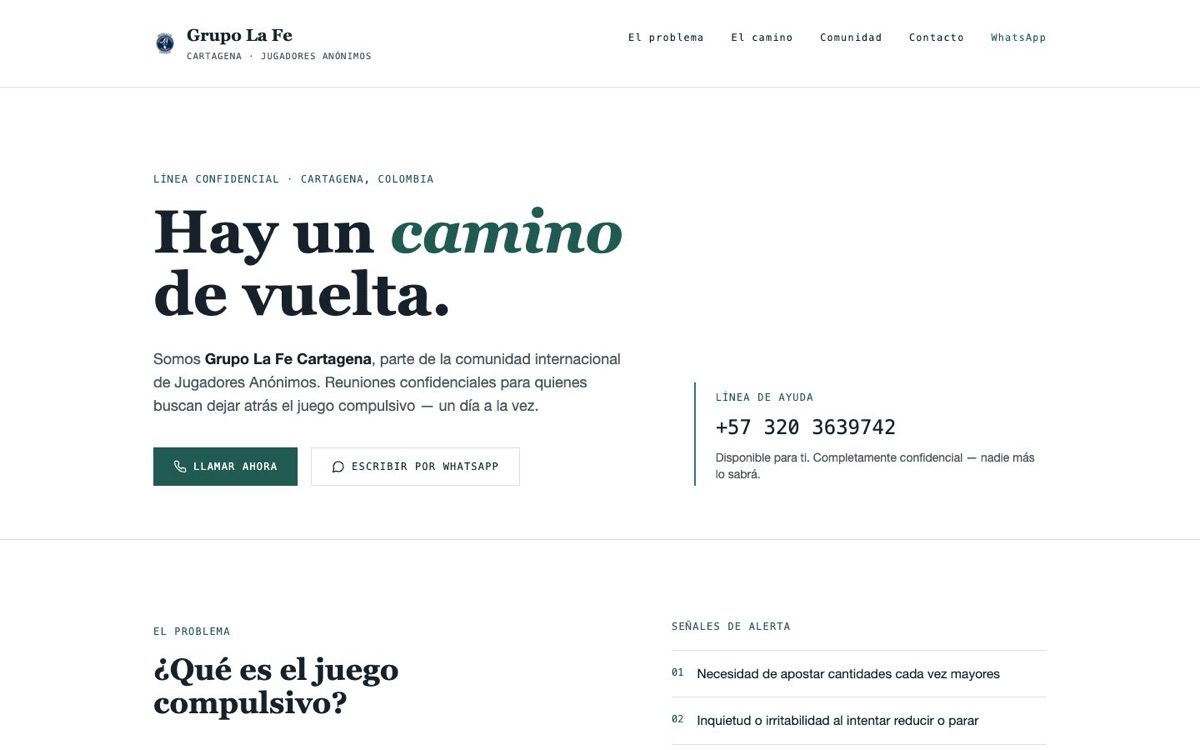 Grupo La Fe
CARTAGENA · JUGADORES ANÓNIMOS
El problema
El camino
Comunidad
Contacto
WhatsApp
LÍNEA CONFIDENCIAL · CARTAGENA, COLOMBIA
Hay un camino
de vuelta.
Somos Grupo La Fe Cartagena, parte de la comunidad internacional
de Jugadores Anónimos. Reuniones confidenciales para quienes
buscan dejar atrás el juego compulsivo — un día a la vez.
LLAMAR AHORA
ESCRIBIR POR WHATSAPP
LÍNEA DE AYUDA
+57 320 3639742
Disponible para ti. Completamente confidencial — nadie más
lo sabrá.
EL PROBLEMA
¿Qué es el juego
compulsivo?
SEÑALES DE ALERTA
01 Necesidad de apostar cantidades cada vez mayores
02 Inquietud o irritabilidad al intentar reducir o parar